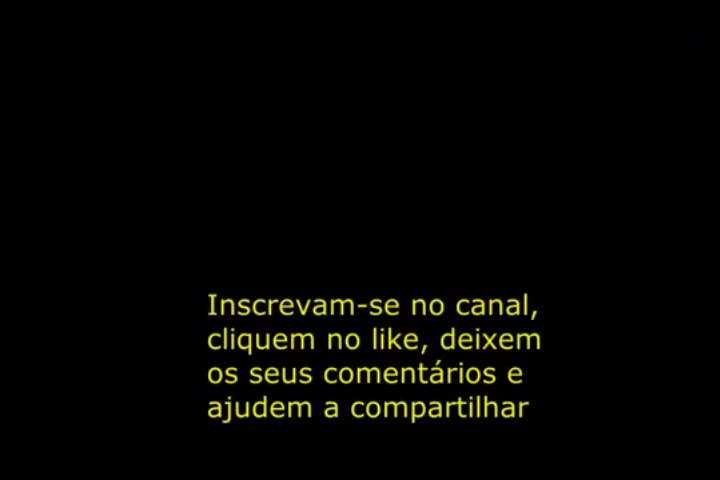 Inscrevam-se no canal,
cliquem no like, deixem
os seus comentários e
ajudem a compartilhar